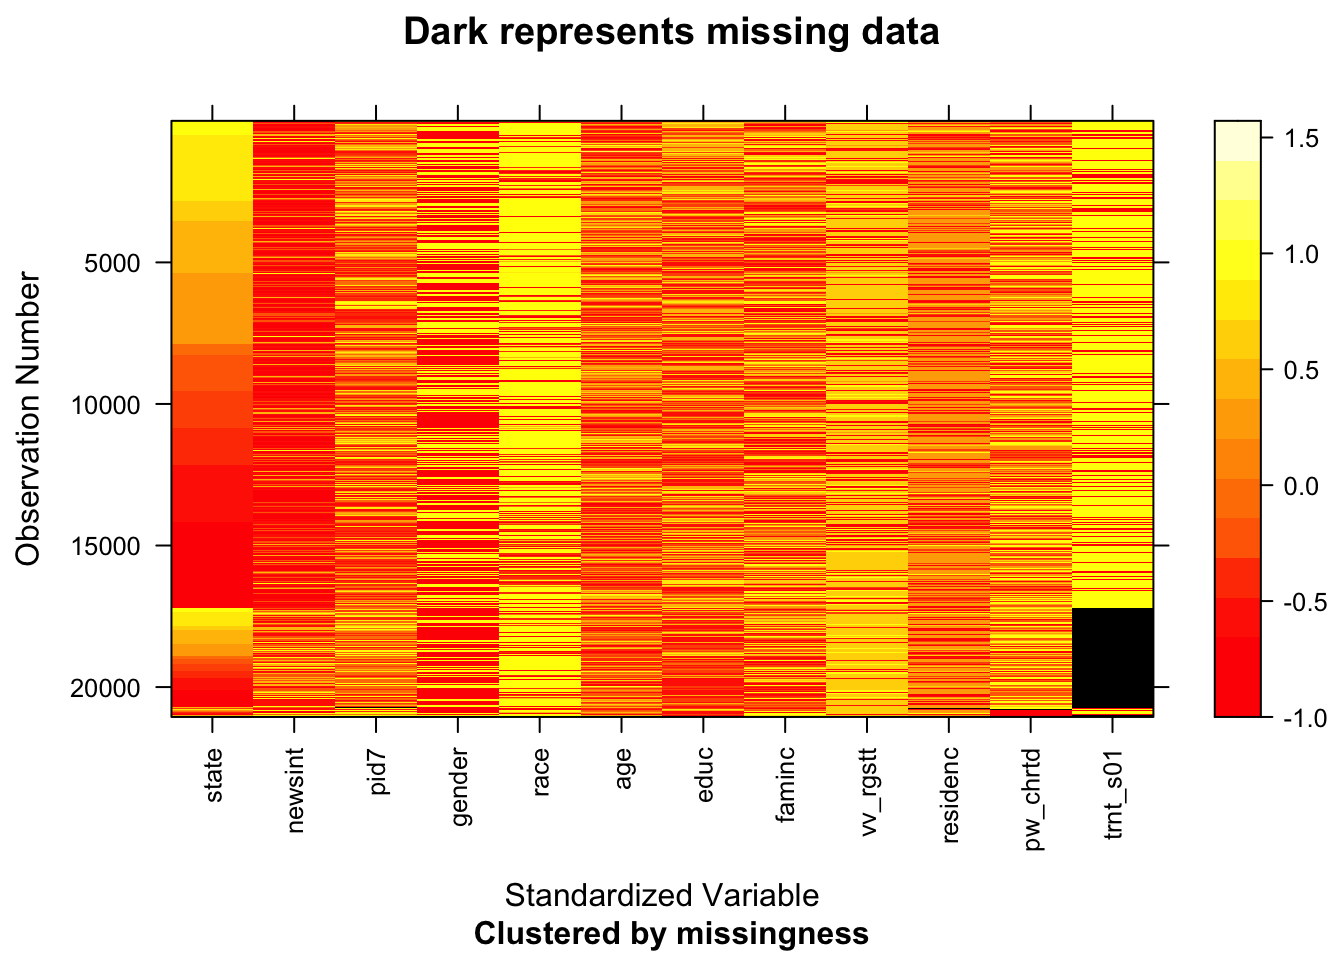 Dark represents missing data
Observation Number
5000
10000
15000
20000
1.5
1.0
0.5
0.0
-0.5
-1.0
state
newsint
pid7
gender
race
age
educ
faminc
vv_rgstt
residenc
pw_chrtd
trnt_s01
Standardized Variable
Clustered by missingness